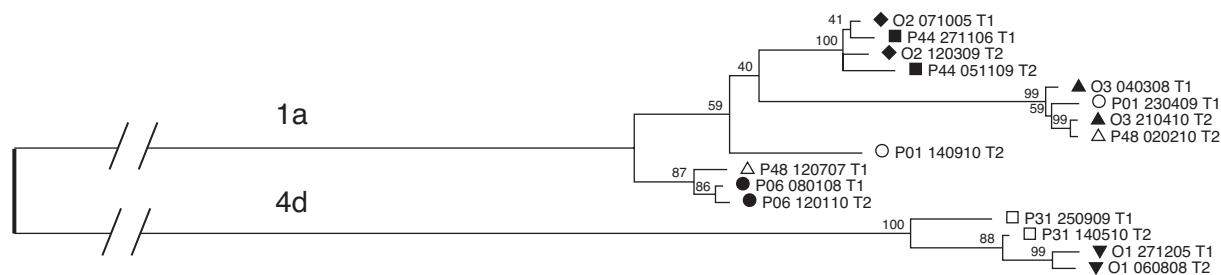 41
O2 071005 T1
P44 271106 T1
100
O2 120309 T2
P44 051109 T2
40
99
O3 040308 T1
1a
59
59
P01 230409 T1
99
O3 210410 T2
P48 020210 T2
P01 140910 T2
87
P48 120707 T1
86
P06 080108 T1
P06 120110 T2
4d
100
P31 250909 T1
88
P31 140510 T2
99
O1 271205 T1
O1 060808 T2